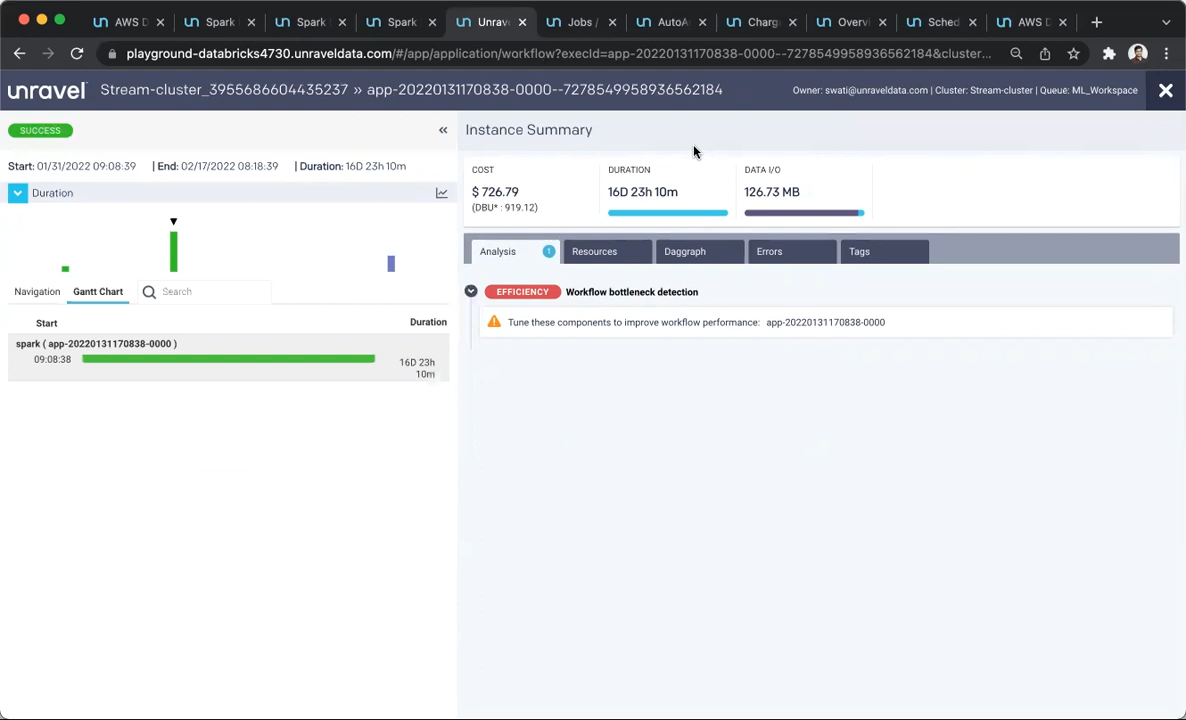 AWS D
Spark
Spark
Spark
Unrav
Jobs /
AutoA
Charg
Overvi
Sched
AWS D
playground-databricks4730.unraveldata.com/#/app/application/workflow?execId=app-20220131170838-0000--7278549958936562184&cluster...
unravel Stream-cluster_3955686604435237 » app-20220131170838-0000--7278549958936562184
Owner: swati@unraveldata.com | Cluster: Stream-cluster | Queue: ML_Workspace
SUCCESS «
Start: 01/31/2022 09:08:39 | End: 02/17/2022 08:18:39 | Duration: 16D 23h 10m
Duration
Navigation Gantt Chart Search
Start Duration
spark ( app-20220131170838-0000 )
09:08:38 16D 23h
10m
Instance Summary
COST
$ 726.79
(DBU* : 919.12)
DURATION
16D 23h 10m
DATA I/O
126.73 MB
Analysis 1 Resources Daggraph Errors Tags
EFFICIENCY Workflow bottleneck detection
Tune these components to improve workflow performance: app-20220131170838-0000